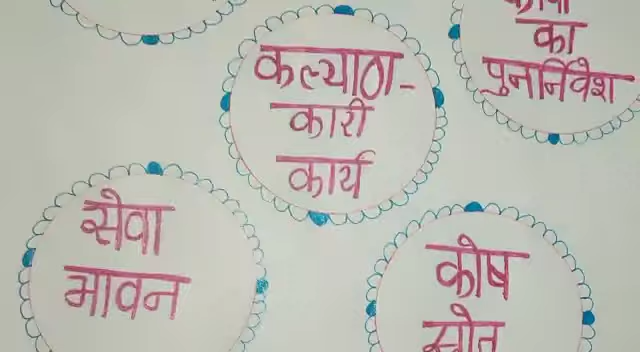 कल्याण-
कारी
कार्य
का
पुनर्निवेश
सेवा
भावन
कोष
स्रोत